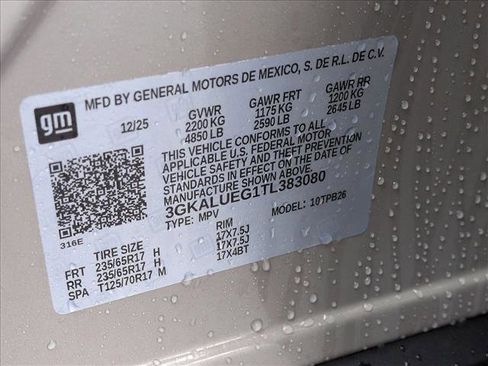 gm
MFD BY GENERAL MOTORS DE MEXICO, S. DE R.L. DE C.V.
12/25 GVWR GAWR FRT GAWR RR
2200 KG 1175 KG 1200 KG
4850 LB 2590 LB 2645 LB
THIS VEHICLE CONFORMS TO ALL
APPLICABLE U.S. FEDERAL MOTOR
VEHICLE SAFETY AND THEFT PREVENTION
STANDARDS IN EFFECT ON THE DATE OF
MANUFACTURE SHOWN ABOVE.
3GKALUEG1TL383080
316E TYPE: MPV MODEL: 10TPB26
TIRE SIZE RIM
FRT 235/65R17 H 17X7.5J
RR 235/65R17 H 17X7.5J
SPA T125/70R17 M 17X4BT